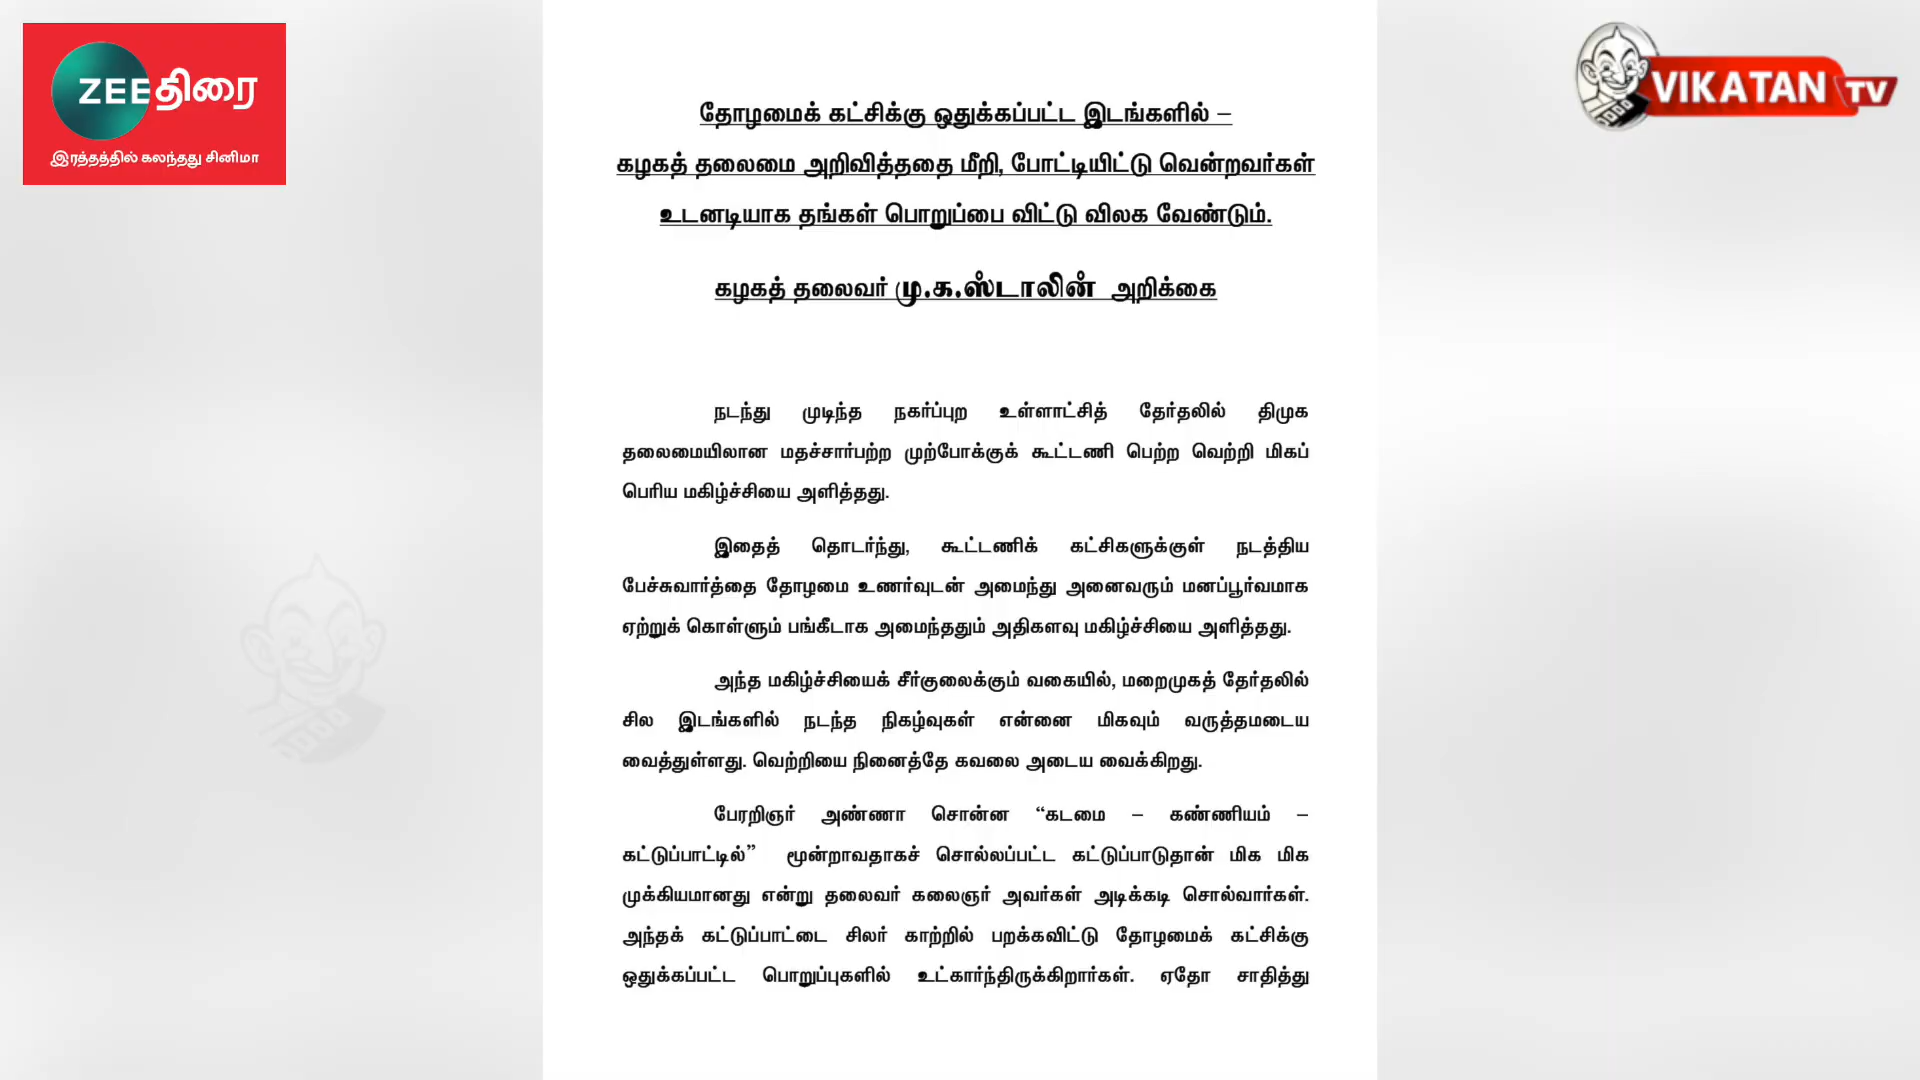 ZEEதிரை
இரத்தத்தில் கலந்தது சினிமா
VIKATAN TV
தோழமைக் கட்சிக்கு ஒதுக்கப்பட்ட இடங்களில் –
கழகத் தலைமை அறிவித்ததை மீறி, போட்டியிட்டு வென்றவர்கள்
உடனடியாக தங்கள் பொறுப்பை விட்டு விலக வேண்டும்.
கழகத் தலைவர் மு.க.ஸ்டாலின் அறிக்கை
நடந்து முடிந்த நகர்ப்புற உள்ளாட்சித் தேர்தலில் திமுக
தலைமையிலான மதச்சார்பற்ற முற்போக்குக் கூட்டணி பெற்ற வெற்றி மிகப்
பெரிய மகிழ்ச்சியை அளித்தது.
இதைத் தொடர்ந்து, கூட்டணிக் கட்சிகளுக்குள் நடத்திய
பேச்சுவார்த்தை தோழமை உணர்வுடன் அமைந்து அனைவரும் மனப்பூர்வமாக
ஏற்றுக் கொள்ளும் பங்கீடாக அமைந்ததும் அதிகளவு மகிழ்ச்சியை அளித்தது.
அந்த மகிழ்ச்சியைக் சீர்குலைக்கும் வகையில், மறைமுகத் தேர்தலில்
சில இடங்களில் நடந்த நிகழ்வுகள் என்னை மிகவும் வருத்தமடைய
வைத்துள்ளது. வெற்றியை நினைத்தே கவலை அடைய வைக்கிறது.
பேரறிஞர் அண்ணா சொன்ன “கடமை – கண்ணியம் –
கட்டுப்பாட்டில்” மூன்றாவதாகச் சொல்லப்பட்ட கட்டுப்பாடுதான் மிக மிக
முக்கியமானது என்று தலைவர் கலைஞர் அவர்கள் அடிக்கடி சொல்வார்கள்.
அந்தக் கட்டுப்பாட்டை சிலர் காற்றில் பறக்கவிட்டு தோழமைக் கட்சிக்கு
ஒதுக்கப்பட்ட பொறுப்புகளில் உட்கார்ந்திருக்கிறார்கள். ஏதோ சாதித்து